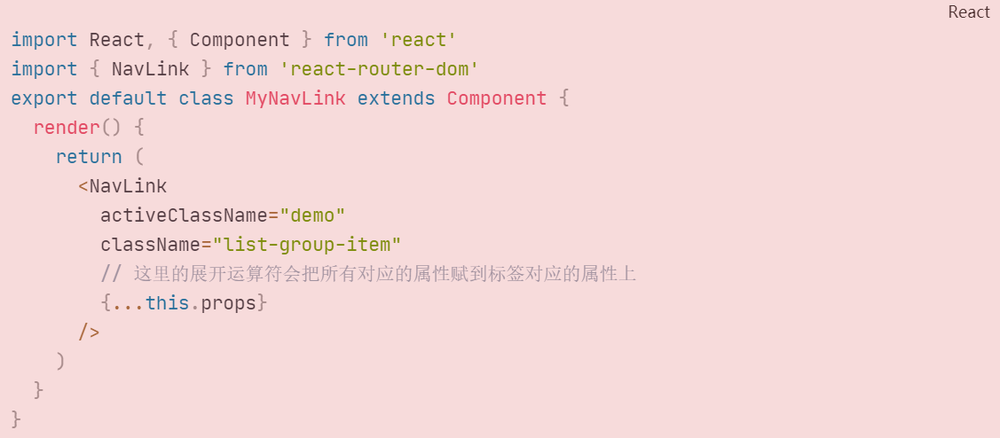 React
import React, { Component } from 'react'
import { NavLink } from 'react-router-dom'
export default class MyNavLink extends Component {
  render() {
    return (
      <NavLink
        activeClassName="demo"
        className="list-group-item"
        // 这里的展开运算符会把所有对应的属性赋到标签对应的属性上
        {...this.props}
      />
    )
  }
}